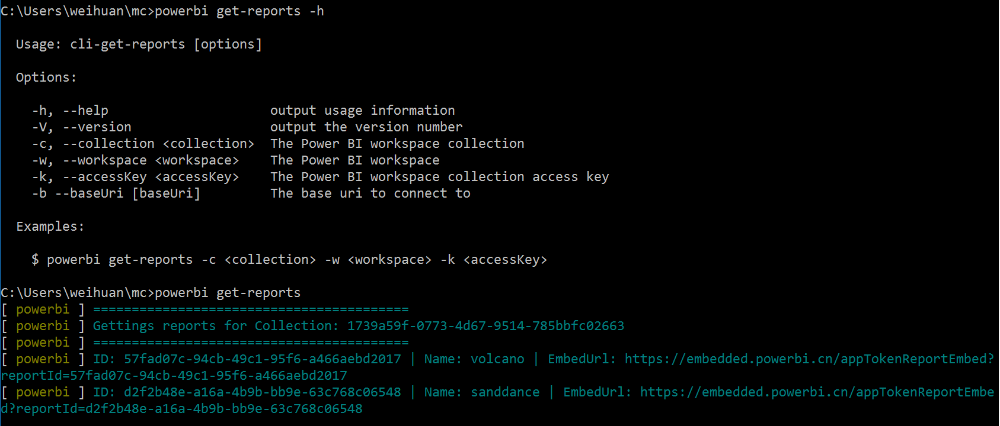 C:\Users\weihuan\mc>powerbi get-reports -h
Usage: cli-get-reports [options]
Options:
-h, --help output usage information
-V, --version output the version number
-c, --collection <collection> The Power BI workspace collection
-w, --workspace <workspace> The Power BI workspace
-k, --accessKey <accessKey> The Power BI workspace collection access key
-b --baseUri [baseUri] The base uri to connect to
Examples:
$ powerbi get-reports -c <collection> -w <workspace> -k <accessKey>
C:\Users\weihuan\mc>powerbi get-reports
[ powerbi ] =========================================
[ powerbi ] Gettings reports for Collection: 1739a59f-0773-4d67-9514-785bbfc02663
[ powerbi ] =========================================
[ powerbi ] ID: 57fad07c-94cb-49c1-95f6-a466aebd2017 | Name: volcano | EmbedUrl: https://embedded.powerbi.cn/appTokenReportEmbed?
reportId=57fad07c-94cb-49c1-95f6-a466aebd2017
[ powerbi ] ID: d2f2b48e-a16a-4b9b-bb9e-63c768c06548 | Name: sanddance | EmbedUrl: https://embedded.powerbi.cn/appTokenReportEmbe
d?reportId=d2f2b48e-a16a-4b9b-bb9e-63c768c06548